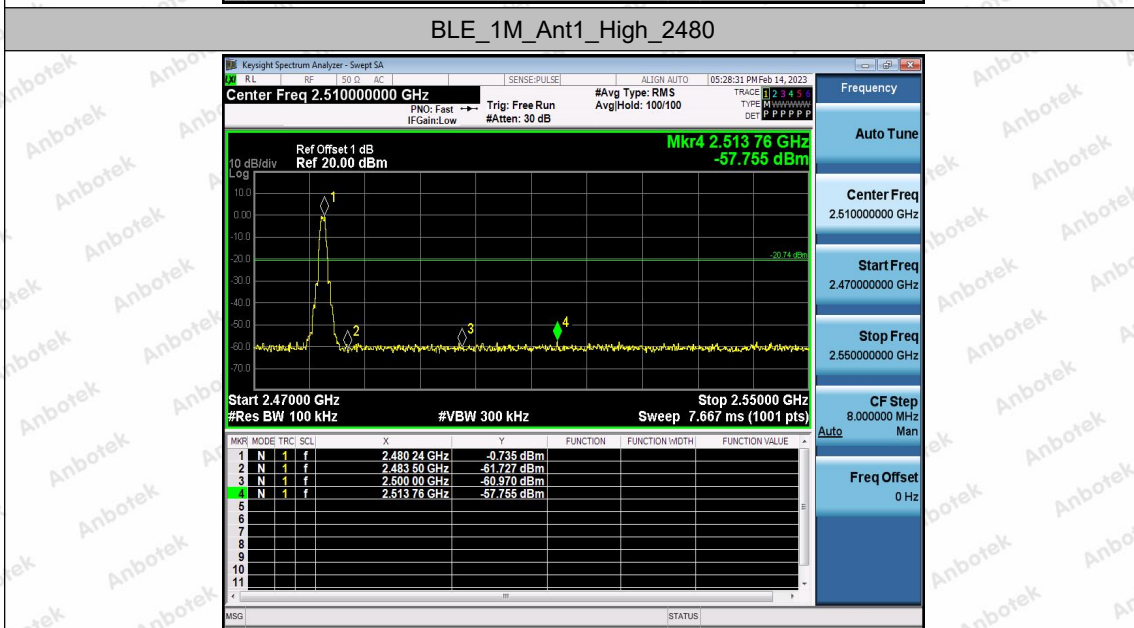 BLE_1M_Ant1_High_2480
Keysight Spectrum Analyzer - Swept SA
LXI RL RF 50 Ω AC SENSE:PULSE ALIGN AUTO 05:28:31 PM Feb 14, 2023
Center Freq 2.510000000 GHz
PNO: Fast
IFGain:Low
Trig: Free Run
#Atten: 30 dB
#Avg Type: RMS
Avg|Hold: 100/100
TRACE 1 2 3 4 5 6
TYPE M W W W W W
DET P P P P P P
Mkr4 2.513 76 GHz
-57.755 dBm
Ref Offset 1 dB
10 dB/div Ref 20.00 dBm
Log
10.0
0.00
-10.0
-20.0
-30.0
-40.0
-50.0
-60.0
-70.0
-20.74 dBm
1
2
3
4
Start 2.47000 GHz Stop 2.55000 GHz
#Res BW 100 kHz #VBW 300 kHz Sweep 7.667 ms (1001 pts)
MKR MODE TRC SCL X Y FUNCTION FUNCTION WIDTH FUNCTION VALUE
1 N 1 f 2.480 24 GHz -0.735 dBm
2 N 1 f 2.483 50 GHz -61.727 dBm
3 N 1 f 2.500 00 GHz -60.970 dBm
4 N 1 f 2.513 76 GHz -57.755 dBm
5
6
7
8
9
10
11
MSG STATUS
Frequency
Auto Tune
Center Freq
2.510000000 GHz
Start Freq
2.470000000 GHz
Stop Freq
2.550000000 GHz
CF Step
8.000000 MHz
Auto Man
Freq Offset
0 Hz
Anbotek